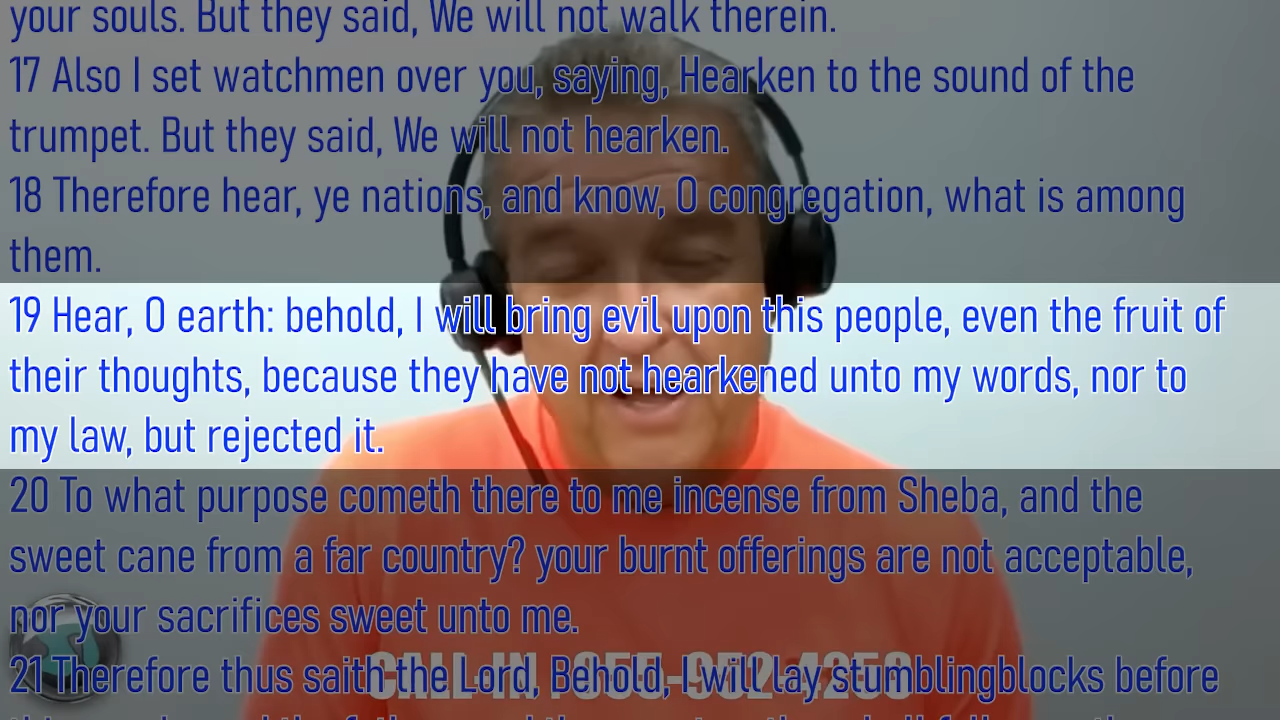 your souls. But they said, We will not walk therein.
17 Also I set watchmen over you, saying, Hearken to the sound of the
trumpet. But they said, We will not hearken.
18 Therefore hear, ye nations, and know, O congregation, what is among
them.
19 Hear, O earth: behold, I will bring evil upon this people, even the fruit of
their thoughts, because they have not hearkened unto my words, nor to
my law, but rejected it.
20 To what purpose cometh there to me incense from Sheba, and the
sweet cane from a far country? your burnt offerings are not acceptable,
nor your sacrifices sweet unto me.
21 Therefore thus saith the Lord, Behold, I will lay stumblingblocks before
CALL-IN